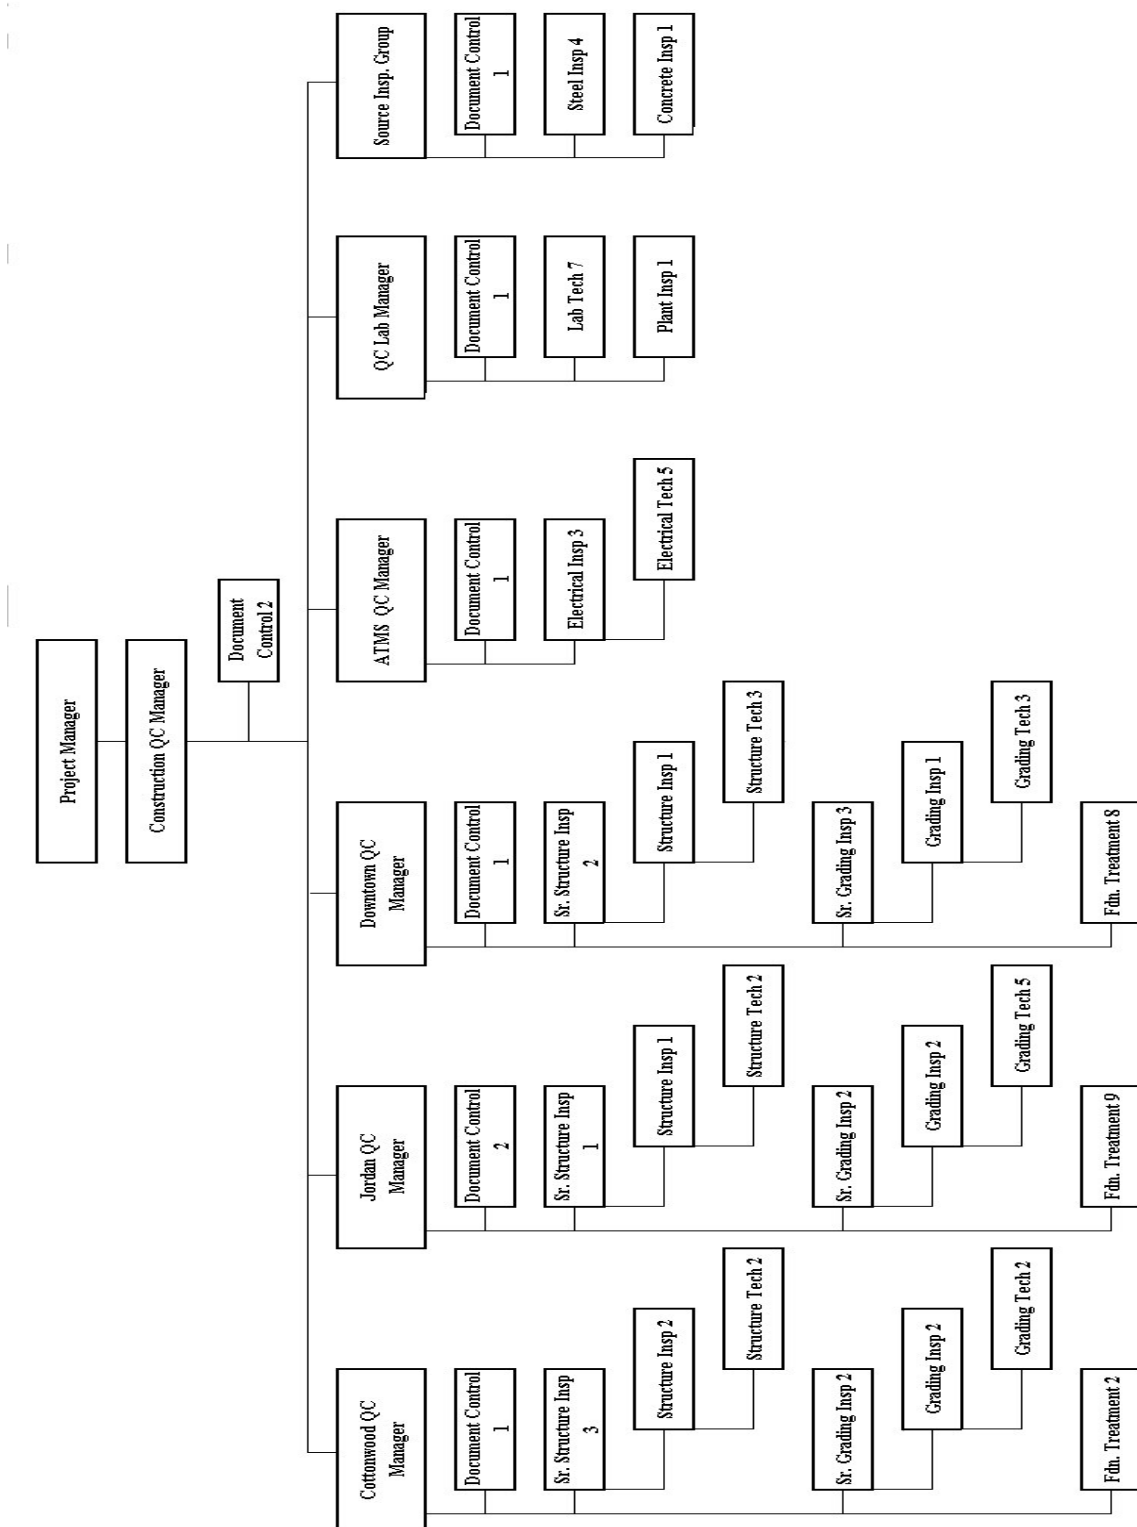 Project Manager
Construction QC Manager
Document
Control 2
Cottonwood QC
Manager
Document Control
1
Sr. Structure Insp
3
Structure Insp 2
Structure Tech 2
Sr. Grading Insp 2
Grading Insp 2
Grading Tech 2
Fdn. Treatment 2
Jordan QC
Manager
Document Control
2
Sr. Structure Insp
1
Structure Insp 1
Structure Tech 2
Sr. Grading Insp 2
Grading Insp 2
Grading Tech 5
Fdn. Treatment 9
Downtown QC
Manager
Document Control
1
Sr. Structure Insp
2
Structure Insp 1
Structure Tech 3
Sr. Grading Insp 3
Grading Insp 1
Grading Tech 3
Fdn. Treatment 8
ATMS QC Manager
Document Control
1
Electrical Insp 3
Electrical Tech 5
QC Lab Manager
Document Control
1
Lab Tech 7
Plant Insp 1
Source Insp. Group
Document Control
1
Steel Insp 4
Concrete Insp 1